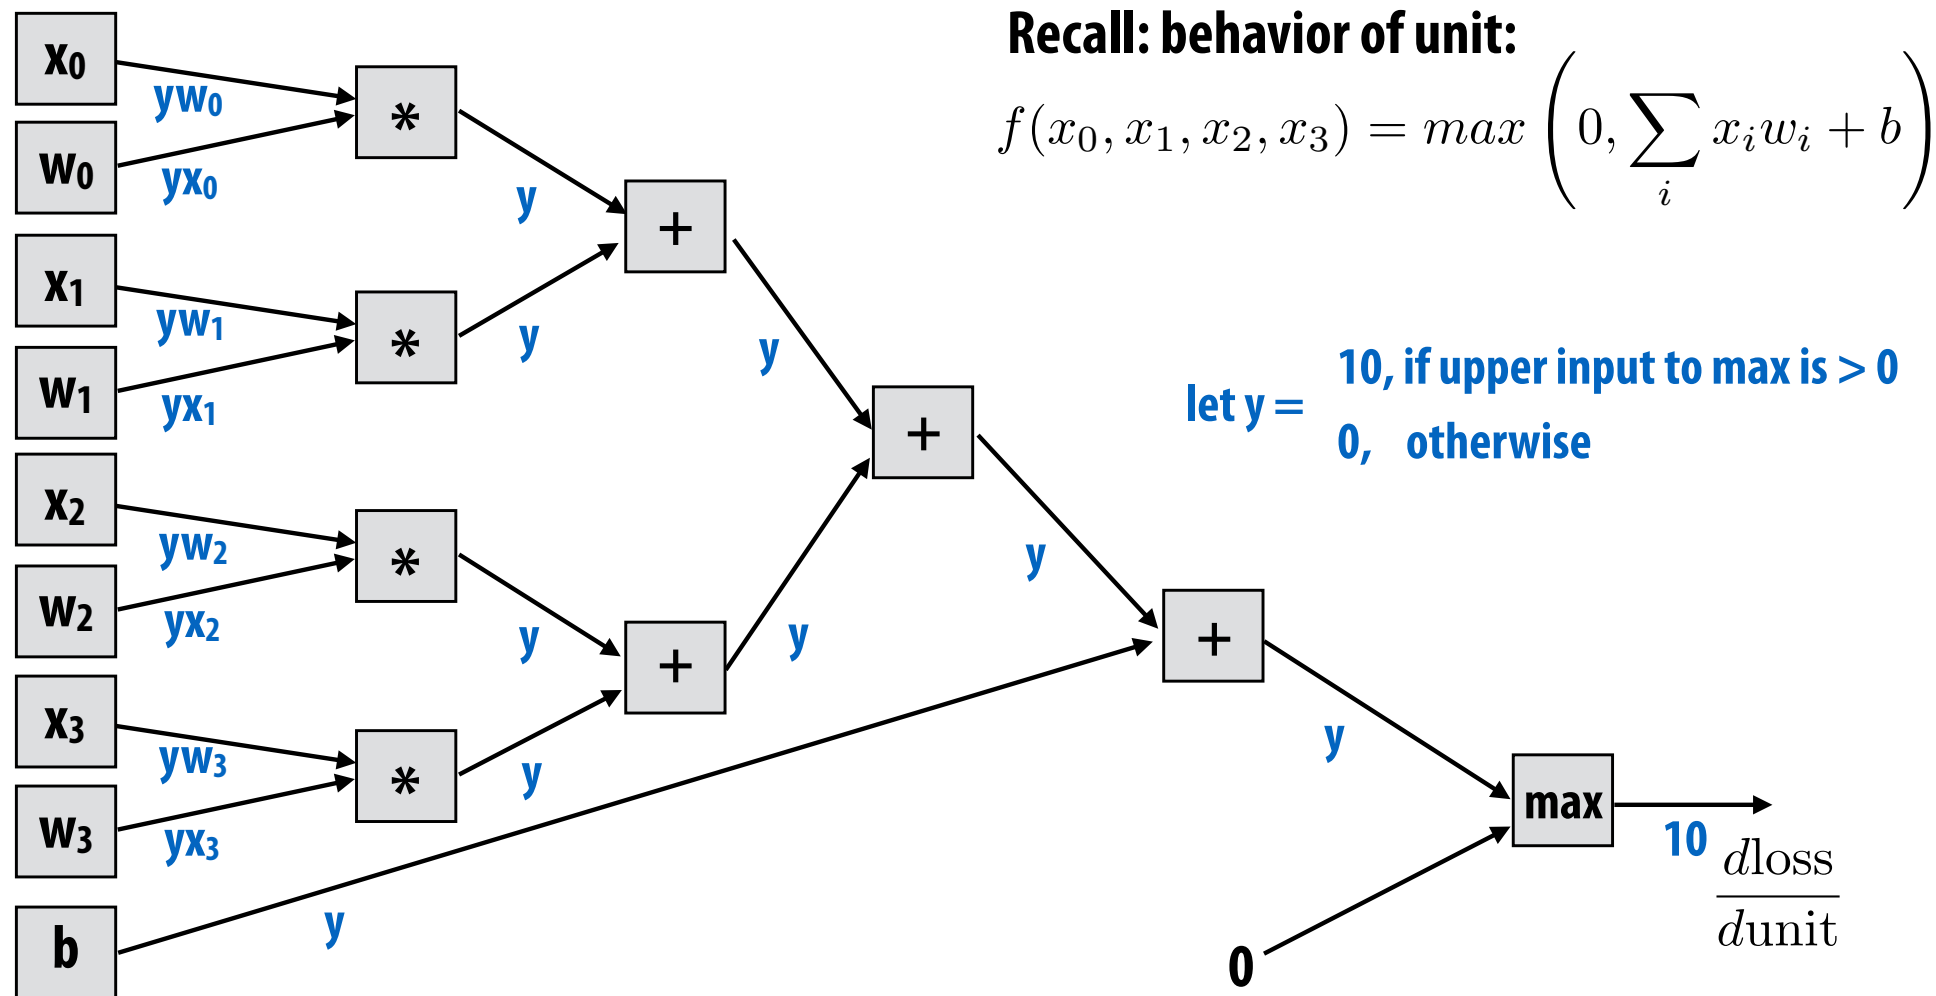 Recall: behavior of unit:
f(x₀, x₁, x₂, x₃) = max (0, ∑ᵢ xᵢwᵢ + b)
x₀
yw₀
*
w₀
yx₀
y
+
x₁
yw₁
*
w₁
yx₁
y
y
let y =
10, if upper input to max is > 0
0, otherwise
+
x₂
yw₂
*
w₂
yx₂
y
+
y
y
+
x₃
yw₃
*
w₃
yx₃
y
y
max
10
dloss
dunit
b
y
0